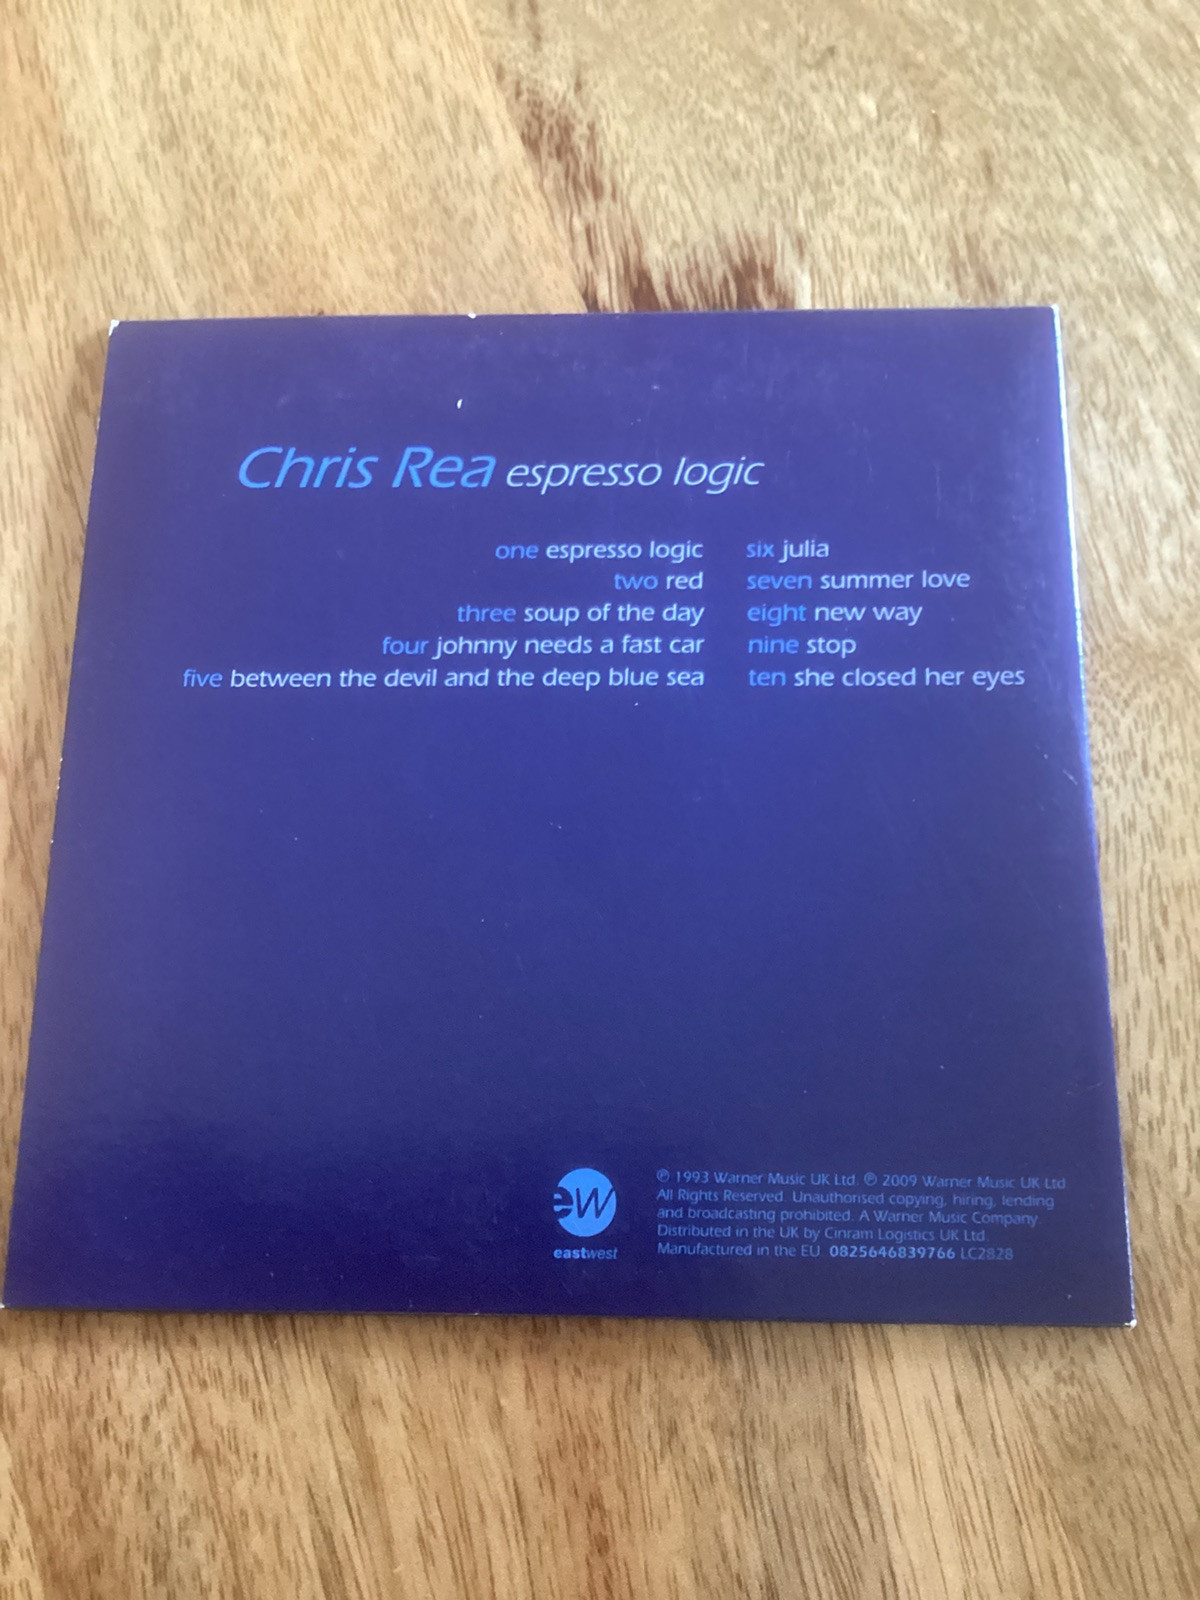 Chris Rea espresso logic
one espresso logic
two red
three soup of the day
four johnny needs a fast car
five between the devil and the deep blue sea
six julia
seven summer love
eight new way
nine stop
ten she closed her eyes
ew
eastwest
℗ 1993 Warner Music UK Ltd. ℗ 2009 Warner Music UK Ltd
All Rights Reserved. Unauthorised copying, hiring, lending
and broadcasting prohibited. A Warner Music Company.
Distributed in the UK by Cinram Logistics UK Ltd.
Manufactured in the EU. 0825646839766 LC2828